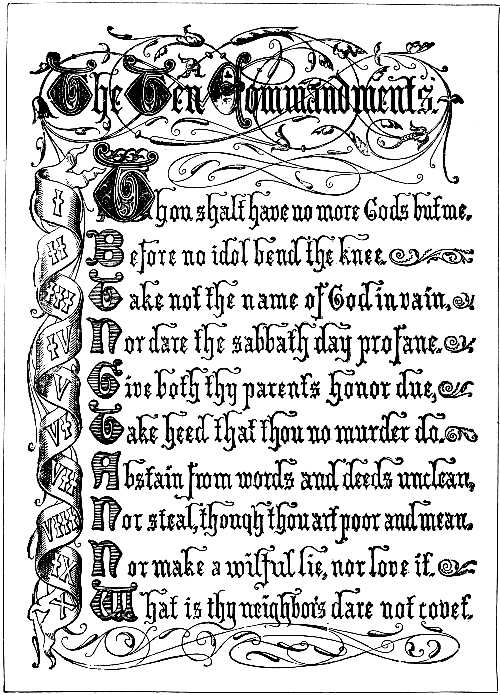 The Ten Commandments.
I Thou shalt have no more Gods but me.
II Before no idol bend the knee.
III Take not the name of God in vain,
IV Nor dare the sabbath day profane.
V Give both thy parents honor due,
VI Take heed that thou no murder do.
VII Abstain from words and deeds unclean,
VIII Nor steal, though thou art poor and mean.
IX Nor make a wilful lie, nor love it.
X What is thy neighbor's dare not covet.